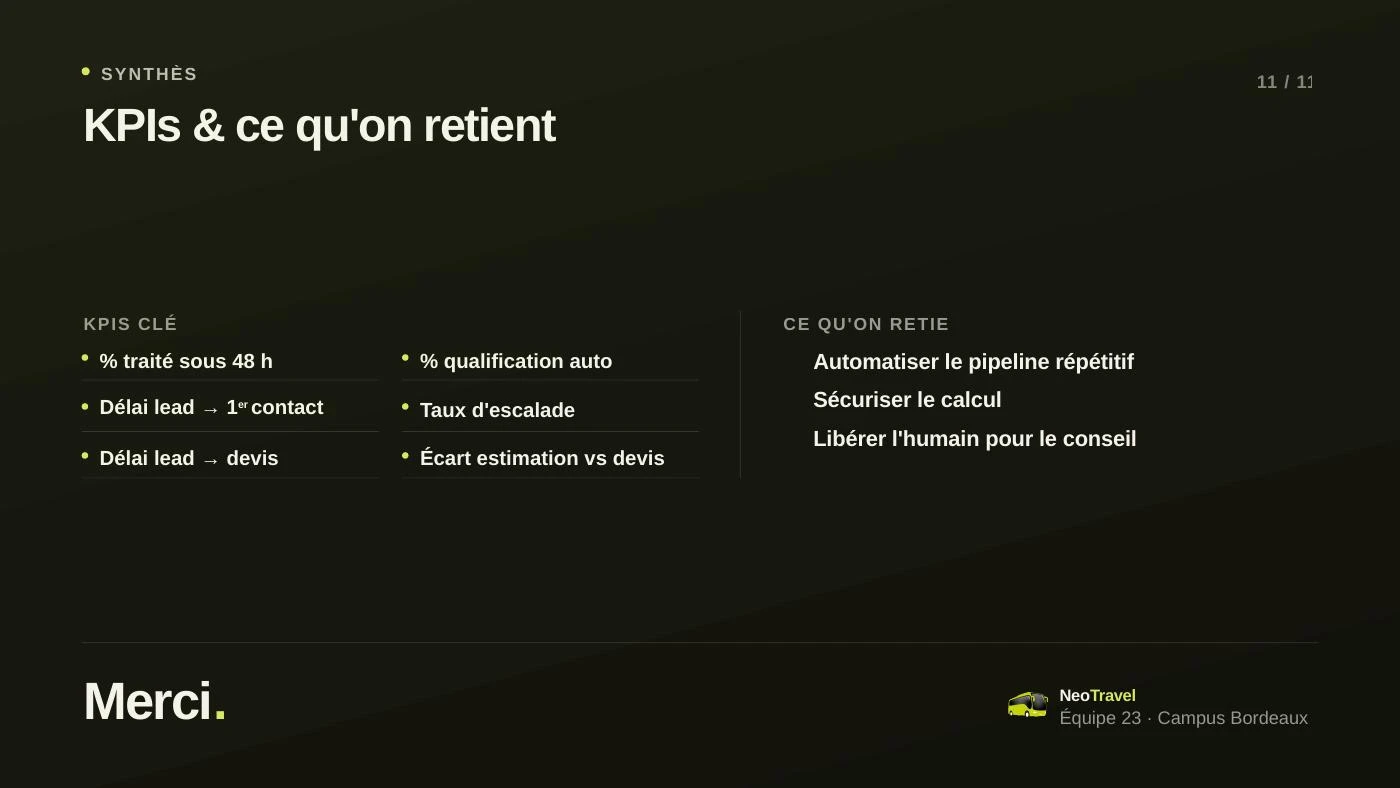 SYNTHÈS
11 / 11
KPIs & ce qu'on retient
KPIS CLÉ
% traité sous 48 h
% qualification auto
Délai lead → 1er contact
Taux d'escalade
Délai lead → devis
Écart estimation vs devis
CE QU'ON RETIE
Automatiser le pipeline répétitif
Sécuriser le calcul
Libérer l'humain pour le conseil
Merci.
NeoTravel
Équipe 23 · Campus Bordeaux